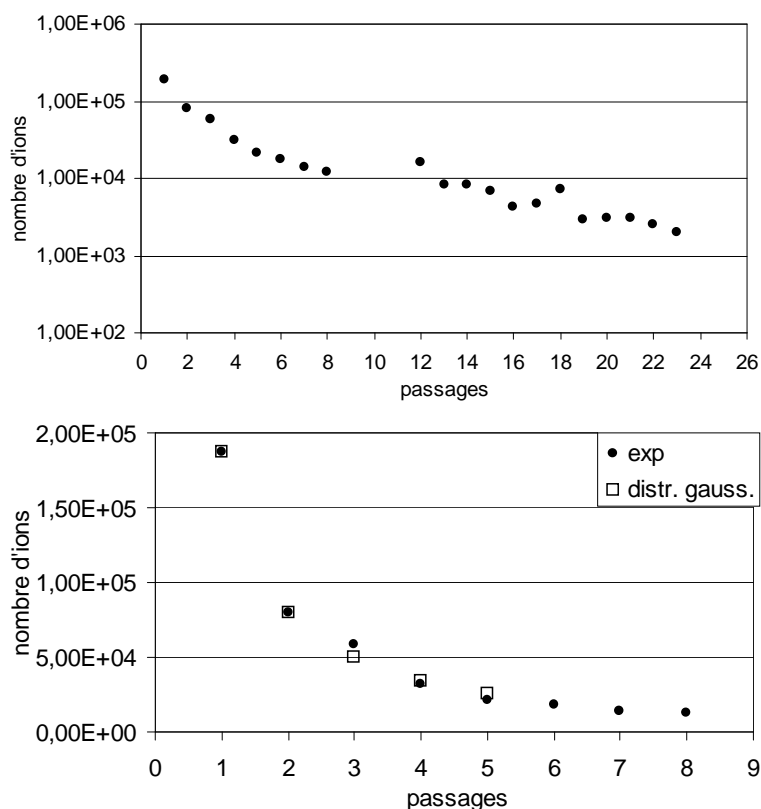 1,00E+06
1,00E+05
1,00E+04
1,00E+03
1,00E+02
nombre d'ions
0 2 4 6 8 10 12 14 16 18 20 22 24 26
passages
2,00E+05
1,50E+05
1,00E+05
5,00E+04
0,00E+00
nombre d'ions
exp
distr. gauss.
0 1 2 3 4 5 6 7 8 9
passages